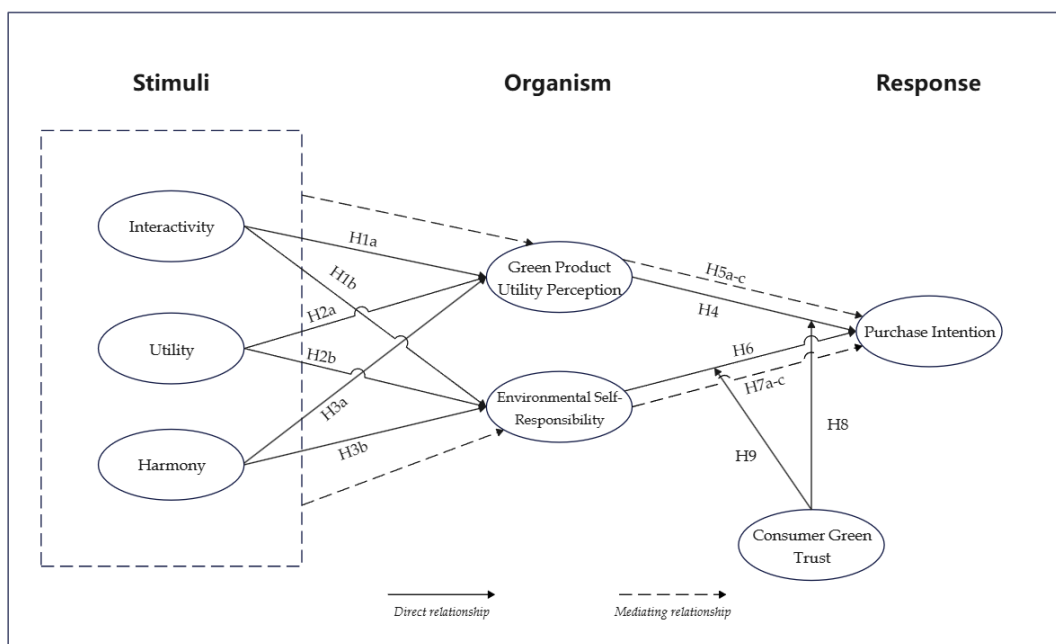 Stimuli
Organism
Response
Interactivity
H1a
H1b
Green Product
Utility Perception
H5a-c
H4
H2a
Utility
H2b
Purchase Intention
H6
H7a-c
Environmental Self-
Responsibility
H3a
H3b
Harmony
H8
H9
Consumer Green
Trust
Direct relationship
Mediating relationship